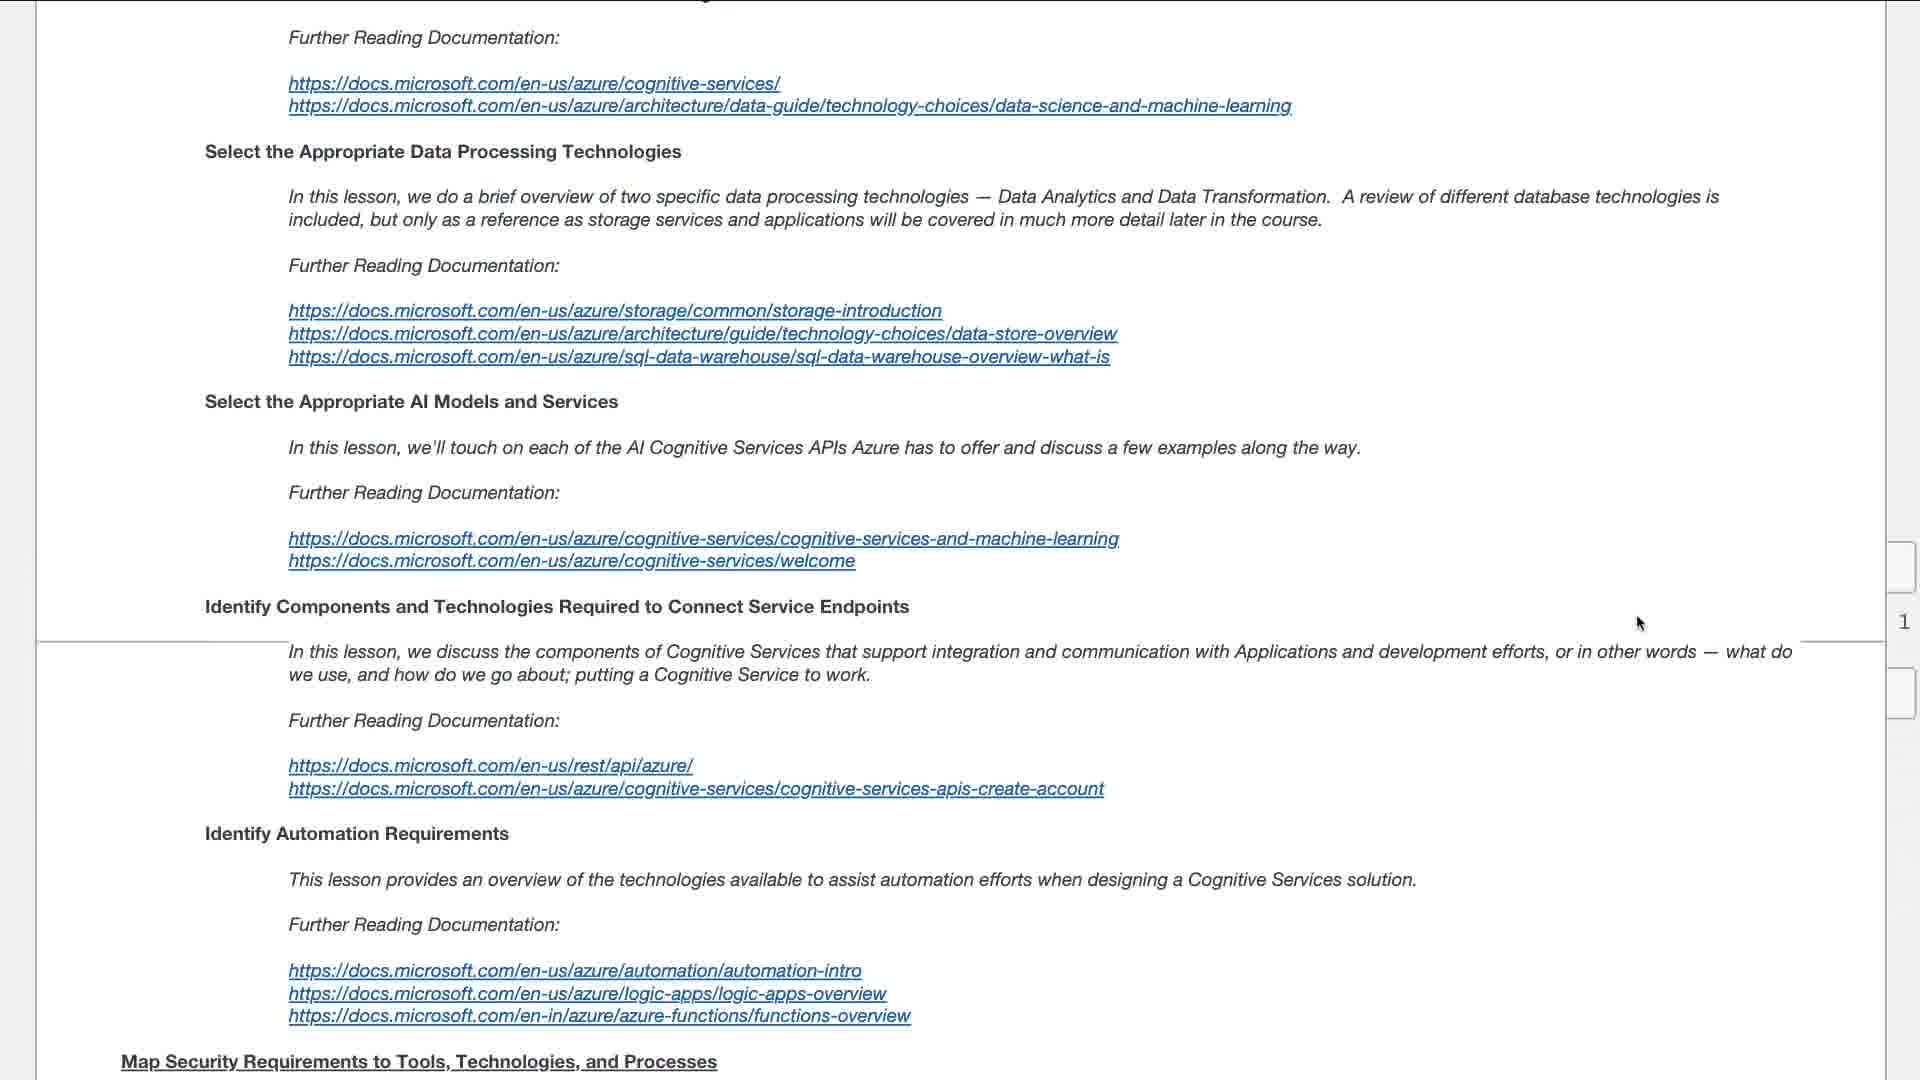 Further Reading Documentation:
https://docs.microsoft.com/en-us/azure/cognitive-services/
https://docs.microsoft.com/en-us/azure/architecture/data-guide/technology-choices/data-science-and-machine-learning
Select the Appropriate Data Processing Technologies
In this lesson, we do a brief overview of two specific data processing technologies — Data Analytics and Data Transformation.  A review of different database technologies is
included, but only as a reference as storage services and applications will be covered in much more detail later in the course.
Further Reading Documentation:
https://docs.microsoft.com/en-us/azure/storage/common/storage-introduction
https://docs.microsoft.com/en-us/azure/architecture/guide/technology-choices/data-store-overview
https://docs.microsoft.com/en-us/azure/sql-data-warehouse/sql-data-warehouse-overview-what-is
Select the Appropriate AI Models and Services
In this lesson, we'll touch on each of the AI Cognitive Services APIs Azure has to offer and discuss a few examples along the way.
Further Reading Documentation:
https://docs.microsoft.com/en-us/azure/cognitive-services/cognitive-services-and-machine-learning
https://docs.microsoft.com/en-us/azure/cognitive-services/welcome
Identify Components and Technologies Required to Connect Service Endpoints
1
In this lesson, we discuss the components of Cognitive Services that support integration and communication with Applications and development efforts, or in other words — what do
we use, and how do we go about; putting a Cognitive Service to work.
Further Reading Documentation:
https://docs.microsoft.com/en-us/rest/api/azure/
https://docs.microsoft.com/en-us/azure/cognitive-services/cognitive-services-apis-create-account
Identify Automation Requirements
This lesson provides an overview of the technologies available to assist automation efforts when designing a Cognitive Services solution.
Further Reading Documentation:
https://docs.microsoft.com/en-us/azure/automation/automation-intro
https://docs.microsoft.com/en-us/azure/logic-apps/logic-apps-overview
https://docs.microsoft.com/en-in/azure/azure-functions/functions-overview
Map Security Requirements to Tools, Technologies, and Processes